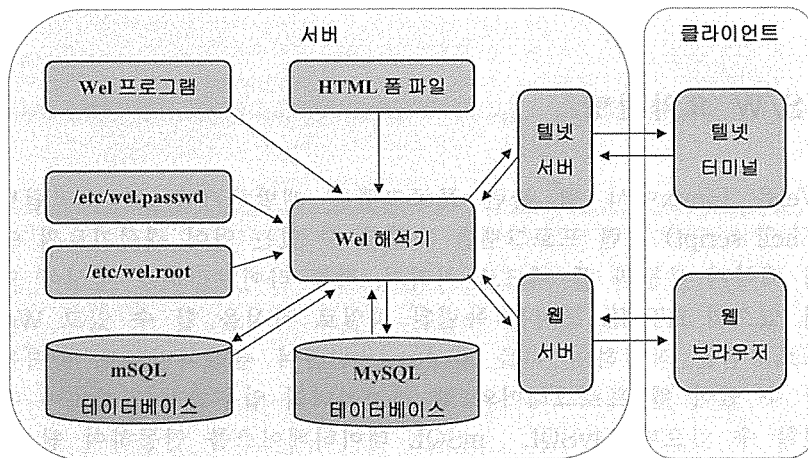 서버
클라이언트
Wel 프로그램
HTML 폼 파일
텔넷
서버
텔넷
터미널
/etc/wel.passwd
Wel 해석기
/etc/wel.root
웹
서버
웹
브라우저
mSQL
데이터베이스
MySQL
데이터베이스